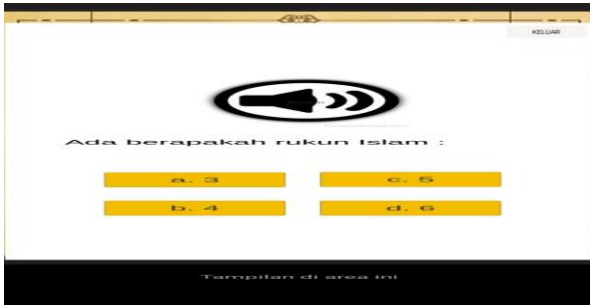 KELUAR
Ada berapakah rukun Islam :
a. 3
c. 5
b. 4
d. 6
Tampilan di area ini